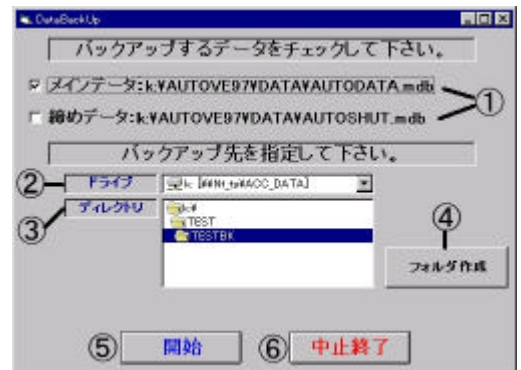 DataBackUp
バックアップするデータをチェックして下さい。
メインデータ:k:¥AUTOVE97¥DATA¥AUTODATA.mdb
①
締めデータ:k:¥AUTOVE97¥DATA¥AUTOSHUT.mdb
バックアップ先を指定して下さい。
② ドライブ k:
③ ディレクトリ k:¥
TEST
TESTBK
④
フォルダ作成
⑤ 開始 ⑥ 中止終了